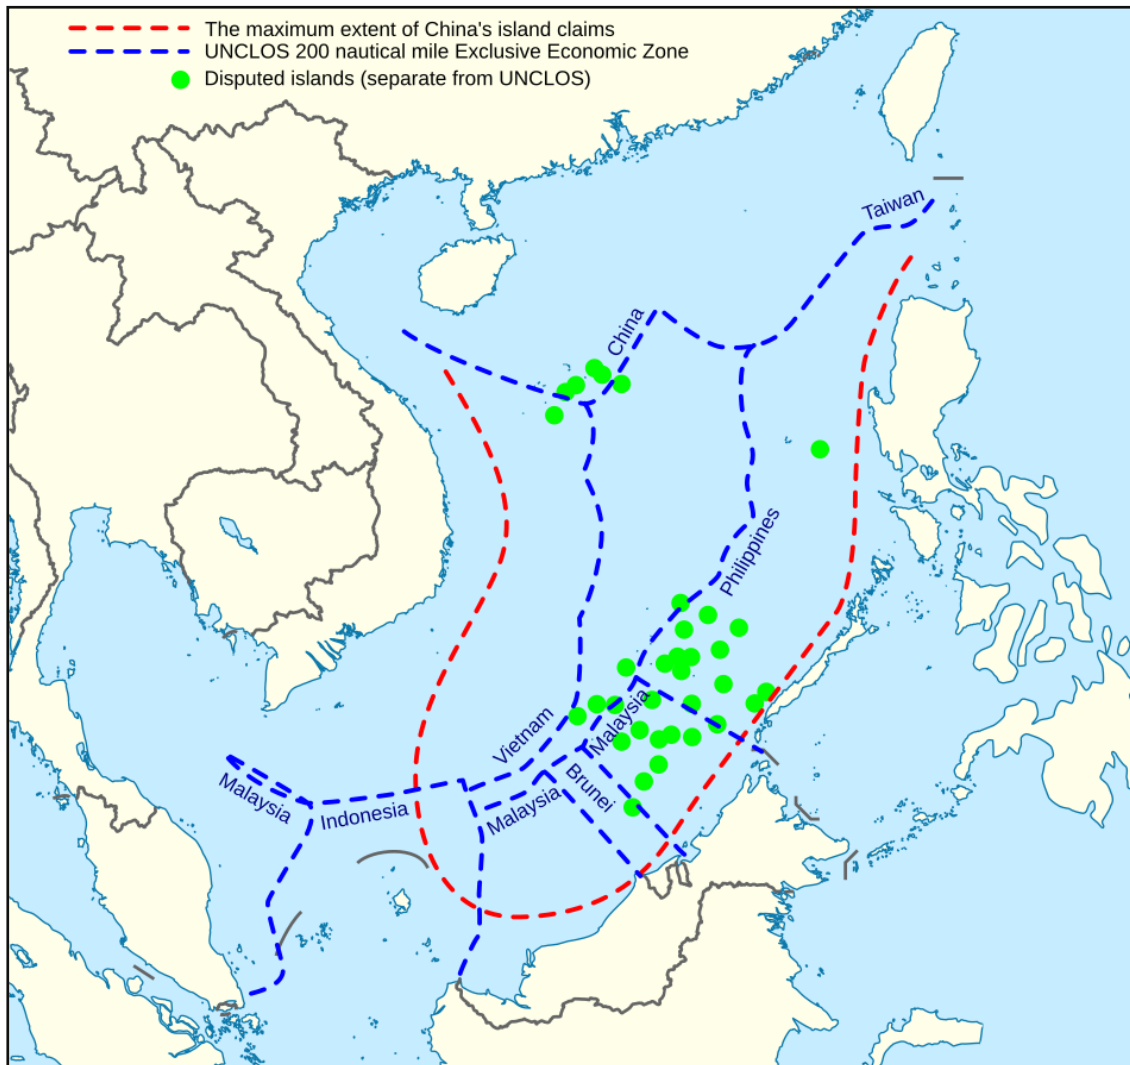 The maximum extent of China's island claims
UNCLOS 200 nautical mile Exclusive Economic Zone
Disputed islands (separate from UNCLOS)
Taiwan
China
Philippines
Malaysia
Vietnam
Brunei
Malaysia
Indonesia
Malaysia